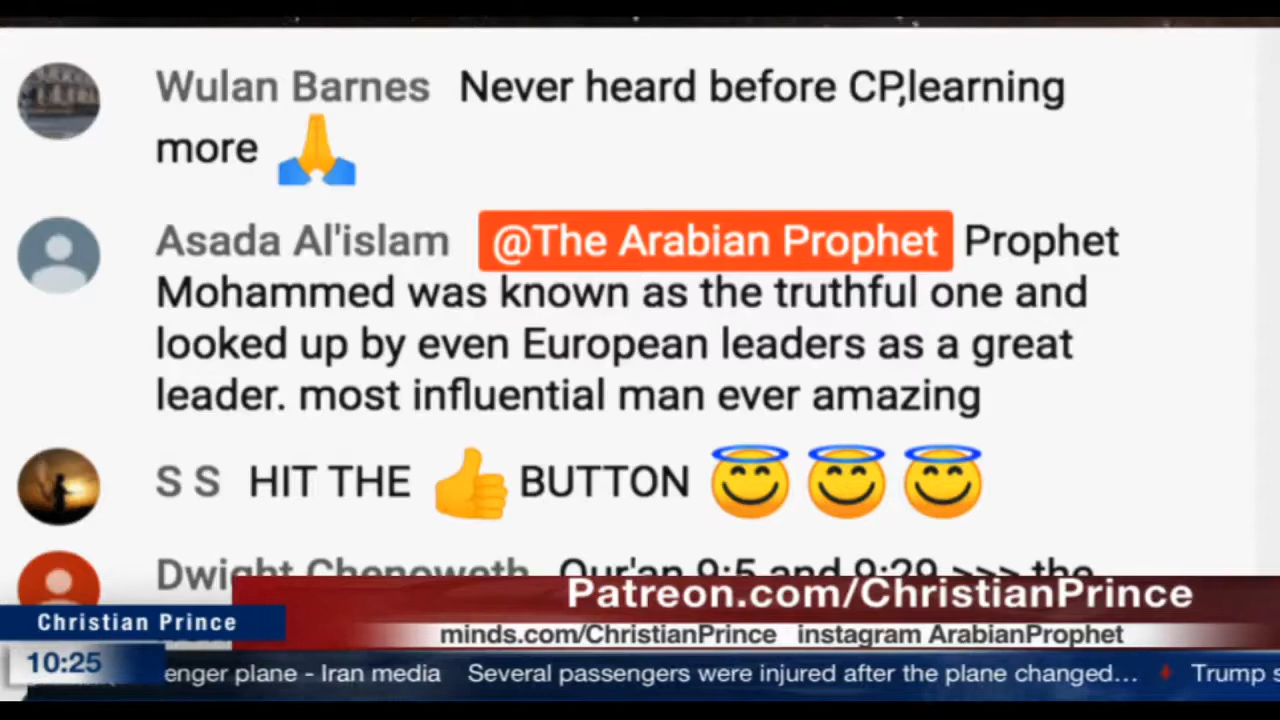 Wulan Barnes Never heard before CP,learning
more 🙏
Asada Al'islam @The Arabian Prophet Prophet
Mohammed was known as the truthful one and
looked up by even European leaders as a great
leader. most influential man ever amazing
S S HIT THE 👍 BUTTON 😇 😇 😇
Dwight Chenoweth Qur'an 9:5 and 9:29 >>> the
Patreon.com/ChristianPrince
Christian Prince
minds.com/ChristianPrince instagram ArabianProphet
10:25
enger plane - Iran media Several passengers were injured after the plane changed... Trump s